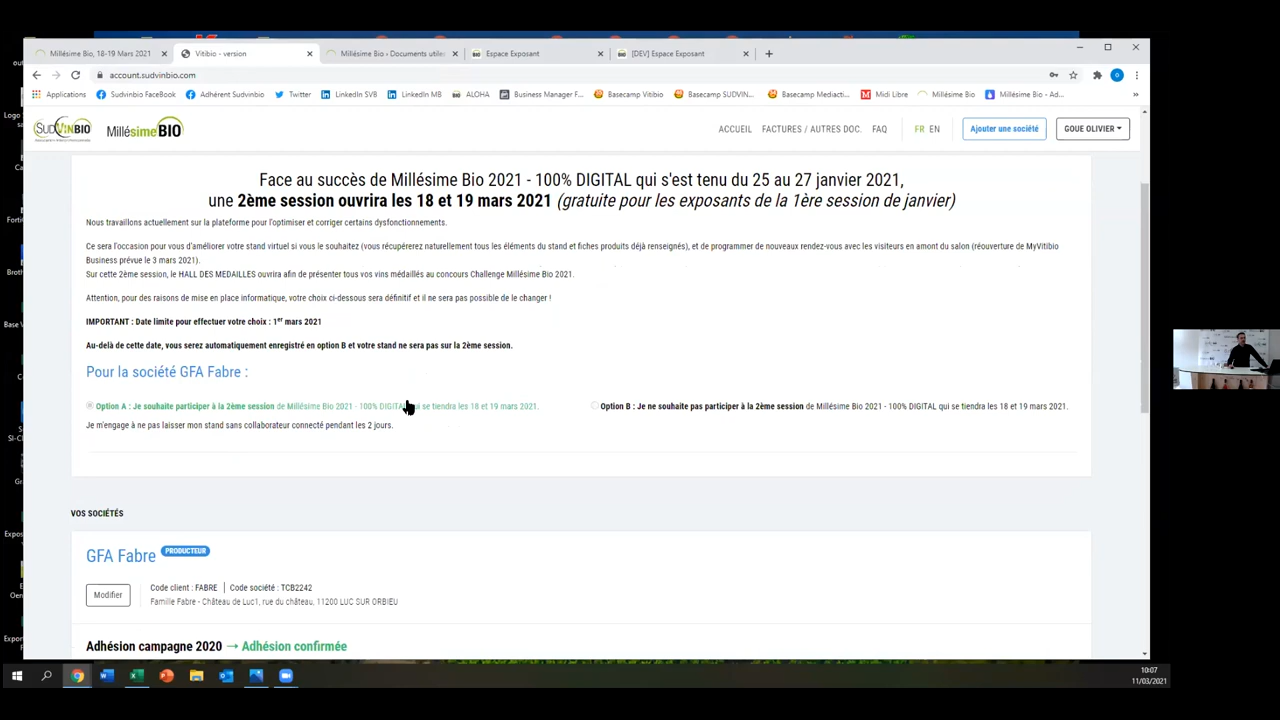 Millésime Bio, 18-19 Mars 2021
Vitibio - version
Millésime Bio » Documents utiles
Espace Exposant
[DEV] Espace Exposant
account.sudvinbio.com
Applications
Sudvinbio FaceBook
Adhérent Sudvinbio
Twitter
LinkedIn SVB
LinkedIn MB
ALOHA
Business Manager F...
Basecamp Vitibio
Basecamp SUDVIN...
Basecamp Mediacti...
Midi Libre
Millésime Bio
Millésime Bio - Ad...
SUDVINBIO
Millésime BIO
ACCUEIL
FACTURES / AUTRES DOC.
FAQ
FR EN
Ajouter une société
GOUE OLIVIER
Face au succès de Millésime Bio 2021 - 100% DIGITAL qui s'est tenu du 25 au 27 janvier 2021,
une 2ème session ouvrira les 18 et 19 mars 2021 (gratuite pour les exposants de la 1ère session de janvier)
Nous travaillons actuellement sur la plateforme pour l'optimiser et corriger certains dysfonctionnements.
Ce sera l'occasion pour vous d'améliorer votre stand virtuel si vous le souhaitez (vous récupérerez naturellement tous les éléments du stand et fiches produits déjà renseignés), et de programmer de nouveaux rendez-vous avec les visiteurs en amont du salon (réouverture de MyVitibio
Business prévue le 3 mars 2021).
Sur cette 2ème session, le HALL DES MEDAILLES ouvrira afin de présenter tous vos vins médaillés au concours Challenge Millésime Bio 2021.
Attention, pour des raisons de mise en place informatique, votre choix ci-dessous sera définitif et il ne sera pas possible de le changer !
IMPORTANT : Date limite pour effectuer votre choix : 1er mars 2021
Au-delà de cette date, vous serez automatiquement enregistré en option B et votre stand ne sera pas sur la 2ème session.
Pour la société GFA Fabre :
Option A : Je souhaite participer à la 2ème session de Millésime Bio 2021 - 100% DIGITAL qui se tiendra les 18 et 19 mars 2021.
Je m'engage à ne pas laisser mon stand sans collaborateur connecté pendant les 2 jours.
Option B : Je ne souhaite pas participer à la 2ème session de Millésime Bio 2021 - 100% DIGITAL qui se tiendra les 18 et 19 mars 2021.
VOS SOCIÉTÉS
GFA Fabre PRODUCTEUR
Modifier
Code client : FABRE | Code société : TCB2242
Famille Fabre - Château de Luc1, rue du château, 11200 LUC SUR ORBIEU
Adhésion campagne 2020 → Adhésion confirmée
10:07
11/03/2021